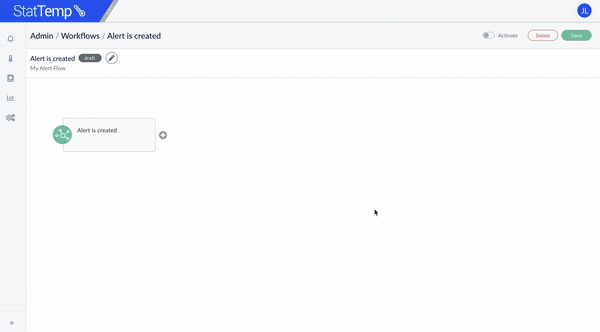 StatTemp
JL
Admin / Workflows / Alert is created
Activate
Delete
Save
Alert is created draft
My Alert Flow
Alert is created